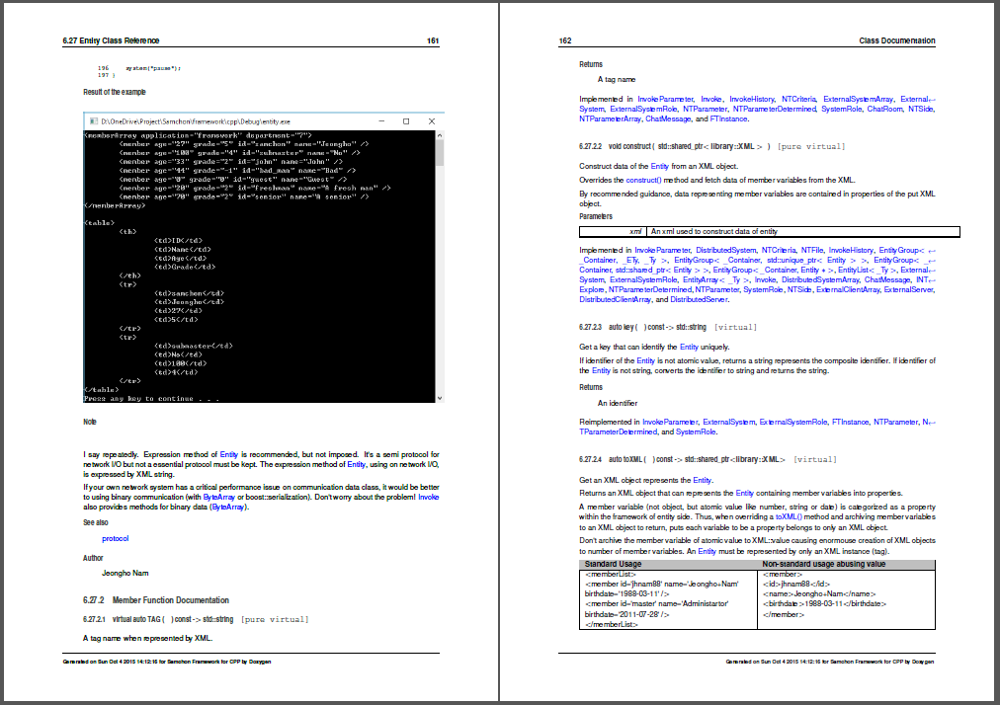 6.27 Entity Class Reference 161
196 system("pause");
197 }
Result of the example
D:\OneDrive\Project\Samchon\framework\cpp\Debug\entity.exe
<memberArray application="framework" department="7">
<member age="27" grade="5" id="samchon" name="Jeongho" />
<member age="100" grade="4" id="submaster" name="No" />
<member age="33" grade="2" id="john" name="John" />
<member age="44" grade="-1" id="bad_man" name="Bad" />
<member age="0" grade="0" id="guest" name="Guest" />
<member age="20" grade="2" id="freshman" name="A fresh man" />
<member age="70" grade="2" id="senior" name="A senior" />
</memberArray>
<table>
<th>
<td>ID</td>
<td>Name</td>
<td>Age</td>
<td>Grade</td>
</th>
<tr>
<td>samchon</td>
<td>Jeongho</td>
<td>27</td>
<td>5</td>
</tr>
<tr>
<td>submaster</td>
<td>No</td>
<td>100</td>
<td>4</td>
</tr>
</table>
Press any key to continue . . .
Note
I say repeatedly. Expression method of Entity is recommended, but not imposed. It's a semi protocol for
network I/O but not a essential protocol must be kept. The expression method of Entity, using on network I/O,
is expressed by XML string.
If your own network system has a critical performance issue on communication data class, it would be better
to using binary communication (with ByteArray or boost::serialization). Don't worry about the problem! Invoke
also provides methods for binary data (ByteArray).
See also
protocol
Author
Jeongho Nam
6.27.2 Member Function Documentation
6.27.2.1 virtual auto TAG ( ) const -> std::string [pure virtual]
A tag name when represented by XML.
Generated on Sun Oct 4 2015 14:12:16 for Samchon Framework for CPP by Doxygen
162 Class Documentation
Returns
A tag name
Implemented in InvokeParameter, Invoke, InvokeHistory, NTCriteria, ExternalSystemArray, External↩
System, ExternalSystemRole, NTParameter, NTParameterDetermined, SystemRole, ChatRoom, NTSide,
NTParameterArray, ChatMessage, and FTInstance.
6.27.2.2 void construct ( std::shared_ptr< library::XML > ) [pure virtual]
Construct data of the Entity from an XML object.
Overrides the construct() method and fetch data of member variables from the XML.
By recommended guidance, data representing member variables are contained in properties of the put XML
object.
Parameters
xml An xml used to construct data of entity
Implemented in InvokeParameter, DistributedSystem, NTCriteria, NTFile, InvokeHistory, EntityGroup< ↩
_Container, _ETy, _Ty >, EntityGroup< _Container, std::unique_ptr< Entity > >, EntityGroup< _↩
Container, std::shared_ptr< Entity > >, EntityGroup< _Container, Entity * >, EntityList< _Ty >, External↩
System, ExternalSystemRole, EntityArray< _Ty >, Invoke, DistributedSystemArray, ChatMessage, INT↩
Explore, NTParameterDetermined, NTParameter, SystemRole, NTSide, ExternalClientArray, ExternalServer,
DistributedClientArray, and DistributedServer.
6.27.2.3 auto key ( ) const -> std::string [virtual]
Get a key that can identify the Entity uniquely.
If identifier of the Entity is not atomic value, returns a string represents the composite identifier. If identifier of
the Entity is not string, converts the identifier to string and returns the string.
Returns
An identifier
Reimplemented in InvokeParameter, ExternalSystem, ExternalSystemRole, FTInstance, NTParameter, N↩
TParameterDetermined, and SystemRole.
6.27.2.4 auto toXML ( ) const -> std::shared_ptr<library::XML> [virtual]
Get an XML object represents the Entity.
Returns an XML object that can represents the Entity containing member variables into properties.
A member variable (not object, but atomic value like number, string or date) is categorized as a property
within the framework of entity side. Thus, when overriding a toXML() method and archiving member variables
to an XML object to return, puts each variable to be a property belongs to only an XML object.
Don't archive the member variable of atomic value to XML::value causing enormouse creation of XML objects
to number of member variables. An Entity must be represented by only an XML instance (tag).
Standard Usage Non-standard usage abusing value
<memberList> <member>
<member id='jhnam88' name='Jeongho+Nam' <id>jhnam88</id>
birthdate='1988-03-11' /> <name>Jeongho+Nam</name>
<member id='master' name='Administartor' <birthdate>1988-03-11</birthdate>
birthdate='2011-07-28' /> </member>
</memberList>
Generated on Sun Oct 4 2015 14:12:16 for Samchon Framework for CPP by Doxygen